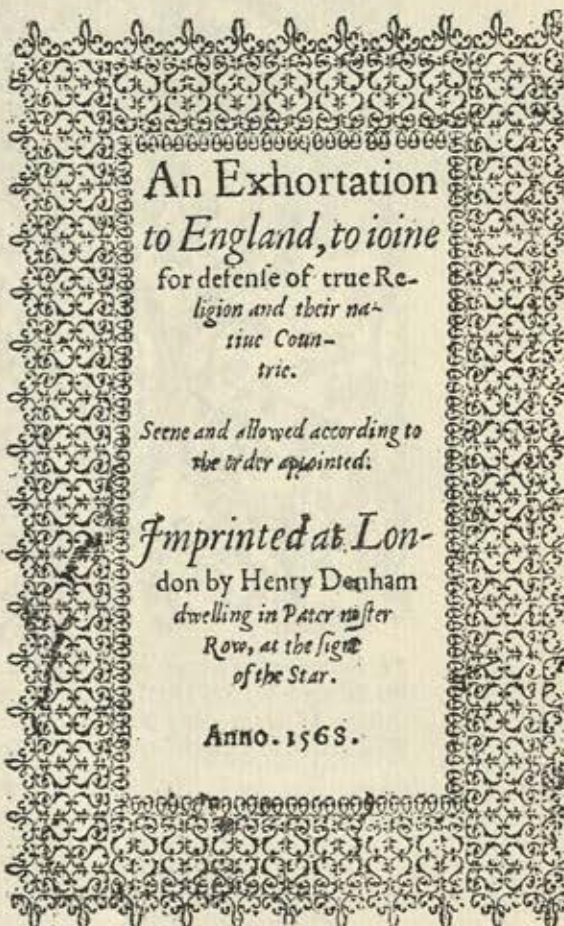 An Exhortation
to England, to ioine
for defenſe of true Re-
ligion and their na-
tiue Coun-
trie.
Seene and allowed according to
the order appointed.
Imprinted at Lon-
don by Henry Denham
dwelling in Pater noſter
Row, at the ſigne
of the Star.
Anno. 1568.